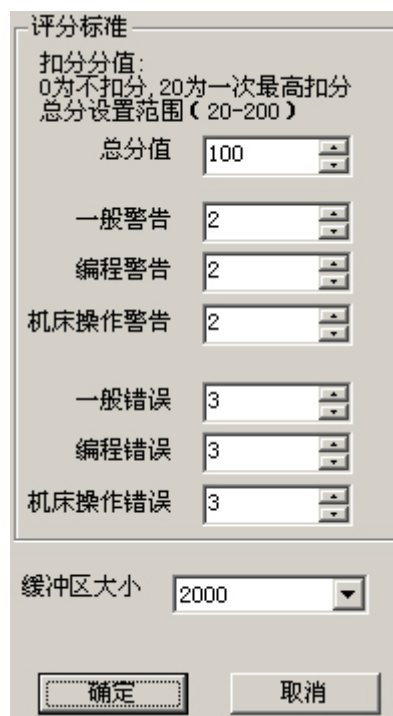 评分标准
扣分分值:
0为不扣分,20为一次最高扣分
总分设置范围(20-200)
总分值 100
一般警告 2
编程警告 2
机床操作警告 2
一般错误 3
编程错误 3
机床操作错误 3
缓冲区大小 2000
确定 取消